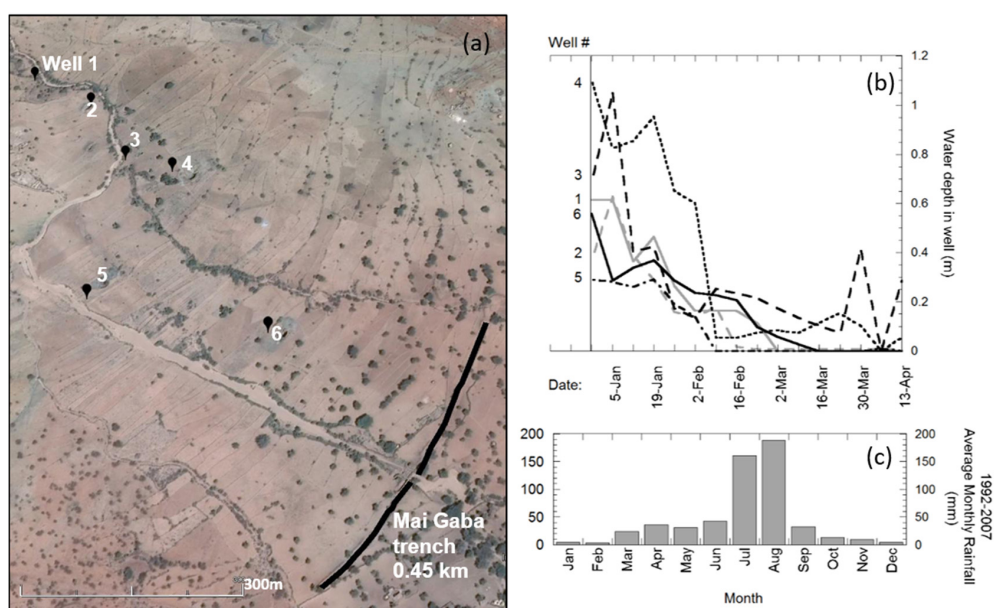 (a)
Well 1
2
3
4
5
6
Mai Gaba
trench
0.45 km
300m
Well #
(b)
4
3
1
6
2
5
1.2
1
0.8
0.6
0.4
0.2
0
Water depth in well (m)
Date:
5-Jan
19-Jan
2-Feb
16-Feb
2-Mar
16-Mar
30-Mar
13-Apr
(c)
200
150
100
50
0
200
150
100
50
0
1992-2007
Average Monthly Rainfall
(mm)
Jan
Feb
Mar
Apr
May
Jun
Jul
Aug
Sep
Oct
Nov
Dec
Month